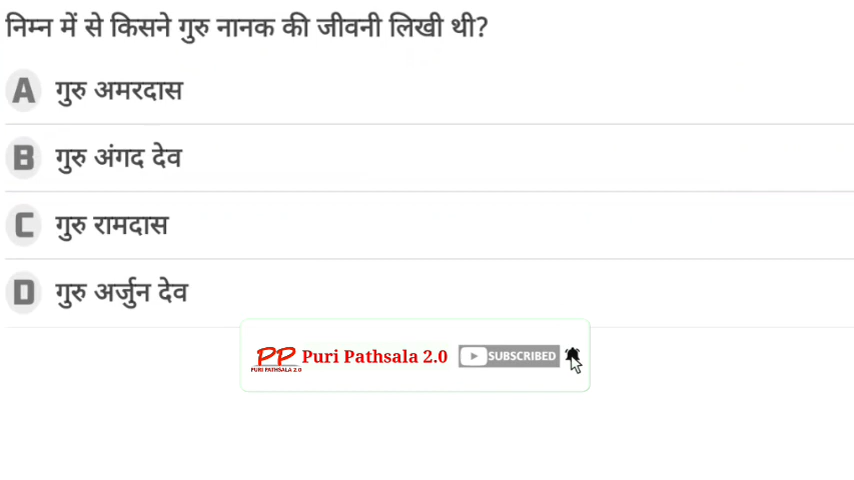 निम्न में से किसने गुरु नानक की जीवनी लिखी थी?
A गुरु अमरदास
B गुरु अंगद देव
C गुरु रामदास
D गुरु अर्जुन देव
PP Puri Pathsala 2.0 SUBSCRIBED
PURI PATHSALA 2.0